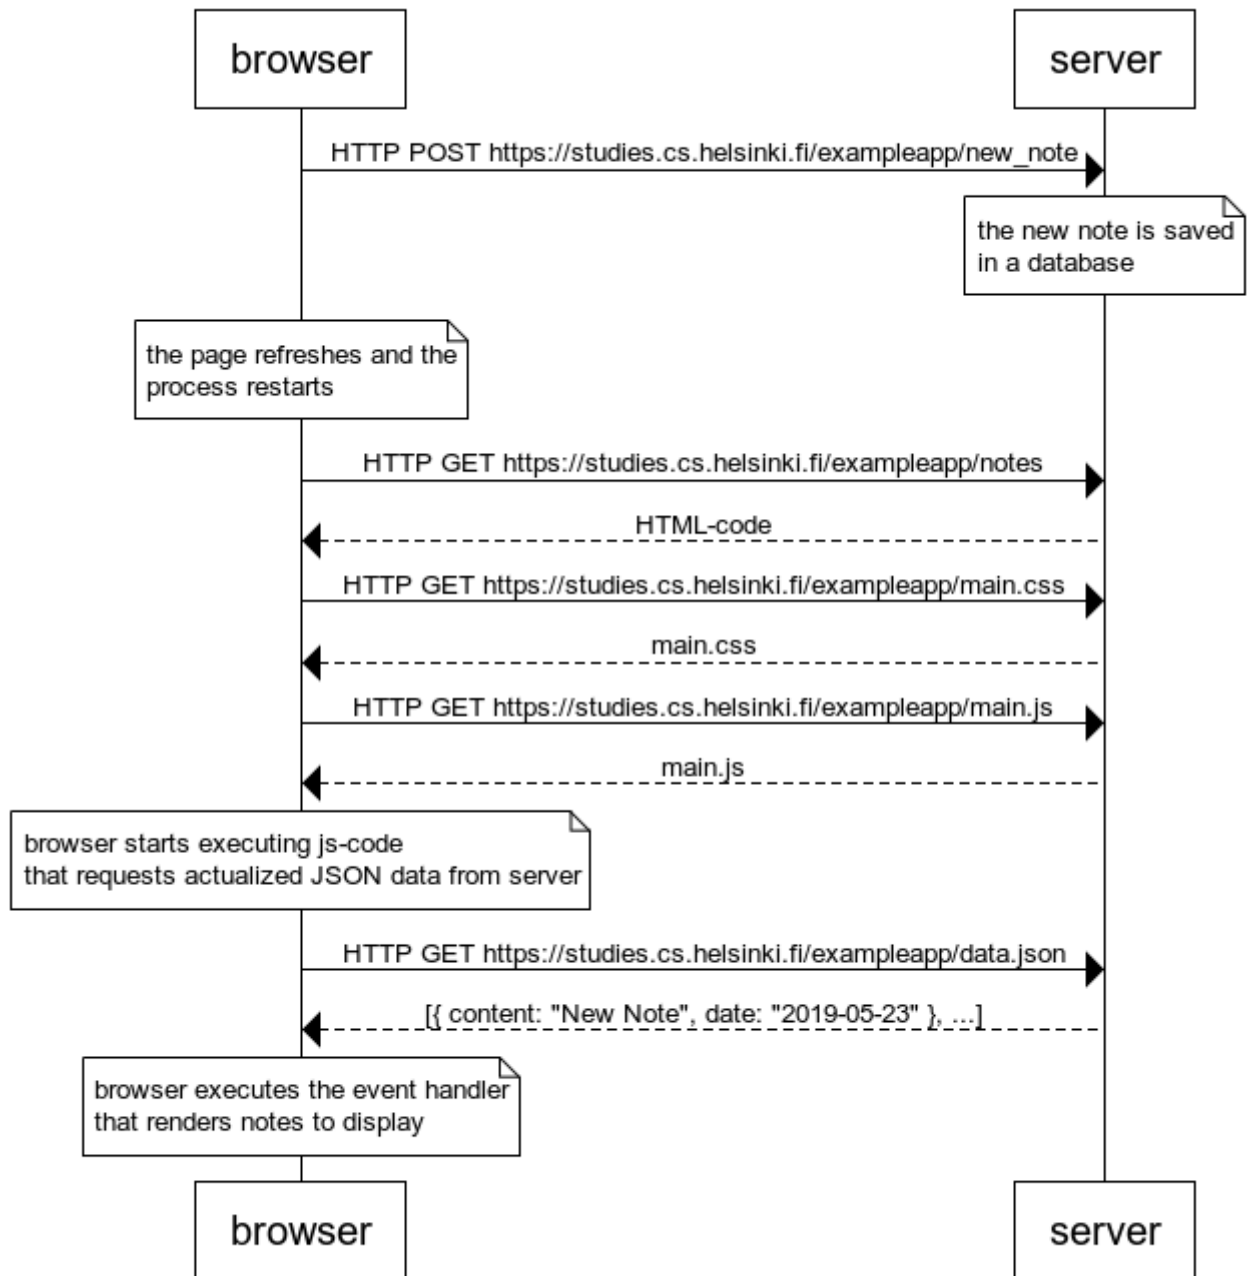 browser
server
HTTP POST https://studies.cs.helsinki.fi/exampleapp/new_note
the new note is saved
in a database
the page refreshes and the
process restarts
HTTP GET https://studies.cs.helsinki.fi/exampleapp/notes
HTML-code
HTTP GET https://studies.cs.helsinki.fi/exampleapp/main.css
main.css
HTTP GET https://studies.cs.helsinki.fi/exampleapp/main.js
main.js
browser starts executing js-code
that requests actualized JSON data from server
HTTP GET https://studies.cs.helsinki.fi/exampleapp/data.json
[{ content: "New Note", date: "2019-05-23" }, ...]
browser executes the event handler
that renders notes to display
browser
server